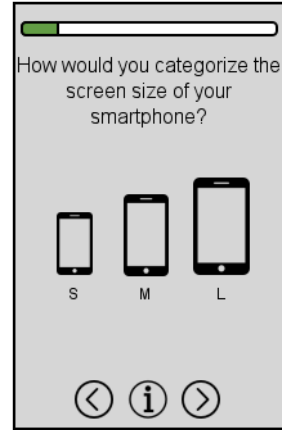 How would you categorize the
screen size of your
smartphone?
S M L
i